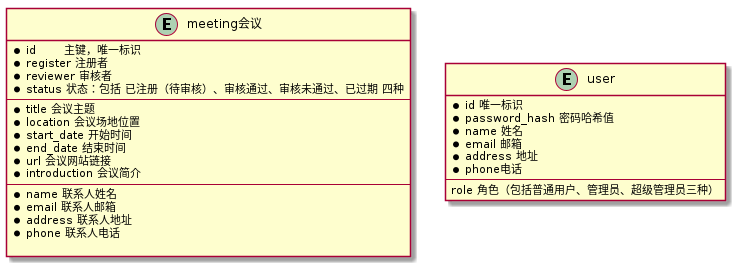 E meeting会议
id 主键，唯一标识
register 注册者
reviewer 审核者
status 状态：包括 已注册（待审核）、审核通过、审核未通过、已过期 四种
title 会议主题
location 会议场地位置
start_date 开始时间
end_date 结束时间
url 会议网站链接
introduction 会议简介
name 联系人姓名
email 联系人邮箱
address 联系人地址
phone 联系人电话
E user
id 唯一标识
password_hash 密码哈希值
name 姓名
email 邮箱
address 地址
phone电话
role 角色（包括普通用户、管理员、超级管理员三种）